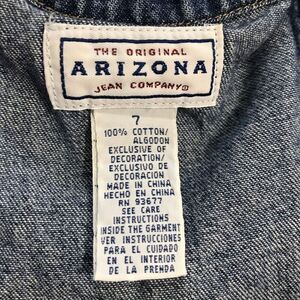 THE ORIGINAL
ARIZONA
JEAN COMPANY®
7
100% COTTON/
ALGODON
EXCLUSIVE OF
DECORATION/
EXCLUSIVO DE
DECORACION
MADE IN CHINA
HECHO EN CHINA
RN 93677
SEE CARE
INSTRUCTIONS
INSIDE THE GARMENT
VER INSTRUCCIONES
PARA EL CUIDADO
EN EL INTERIOR
DE LA PRENDA